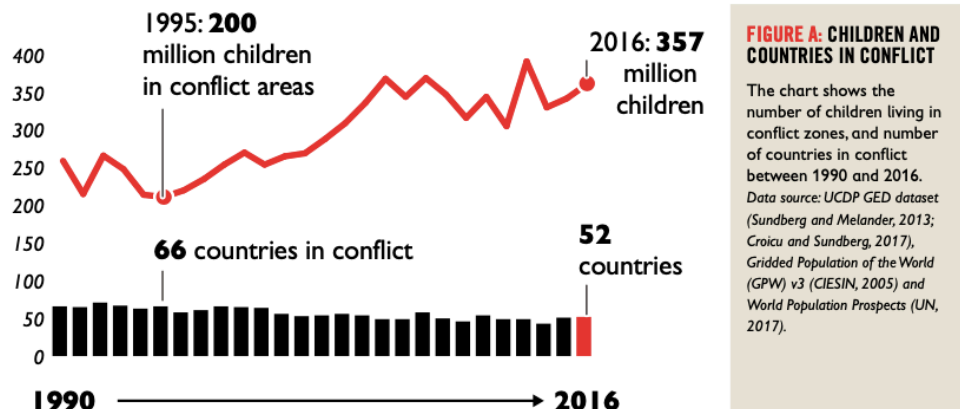 1995: 200
million children
in conflict areas
2016: 357
million
children
400
350
300
250
200
150
100
50
0
66 countries in conflict
52
countries
1990
2016
FIGURE A: CHILDREN AND
COUNTRIES IN CONFLICT
The chart shows the
number of children living in
conflict zones, and number
of countries in conflict
between 1990 and 2016.
Data source: UCDP GED dataset
(Sundberg and Melander, 2013;
Croicu and Sundberg, 2017),
Gridded Population of the World
(GPW) v3 (CIESIN, 2005) and
World Population Prospects (UN,
2017).